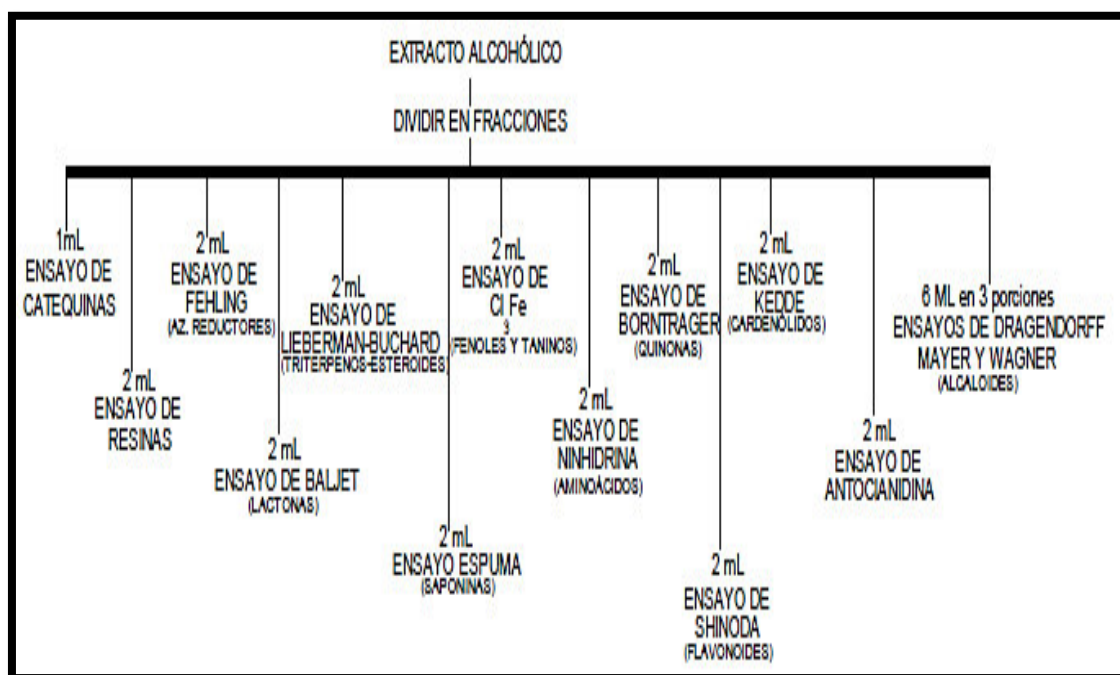 EXTRACTO ALCOHÓLICO
DIVIDIR EN FRACCIONES
1mL
ENSAYO DE
CATEQUINAS
2 mL
ENSAYO DE
RESINAS
2 mL
ENSAYO DE
FEHLING
(AZ. REDUCTORES)
2 mL
ENSAYO DE BALJET
(LACTONAS)
2 mL
ENSAYO DE
LIEBERMAN-BUCHARD
(TRITERPENOS-ESTEROIDES)
2 mL
ENSAYO ESPUMA
(SAPONINAS)
2 mL
ENSAYO DE
Cl Fe
3
(FENOLES Y TANINOS)
2 mL
ENSAYO DE
NINHIDRINA
(AMINOÁCIDOS)
2 mL
ENSAYO DE
BORNTRAGER
(QUINONAS)
2 mL
ENSAYO DE
SHINODA
(FLAVONOIDES)
2 mL
ENSAYO DE
KEDDE
(CARDENÓLIDOS)
2 mL
ENSAYO DE
ANTOCIANIDINA
6 ML en 3 porciones
ENSAYOS DE DRAGENDORFF
MAYER Y WAGNER
(ALCALOIDES)